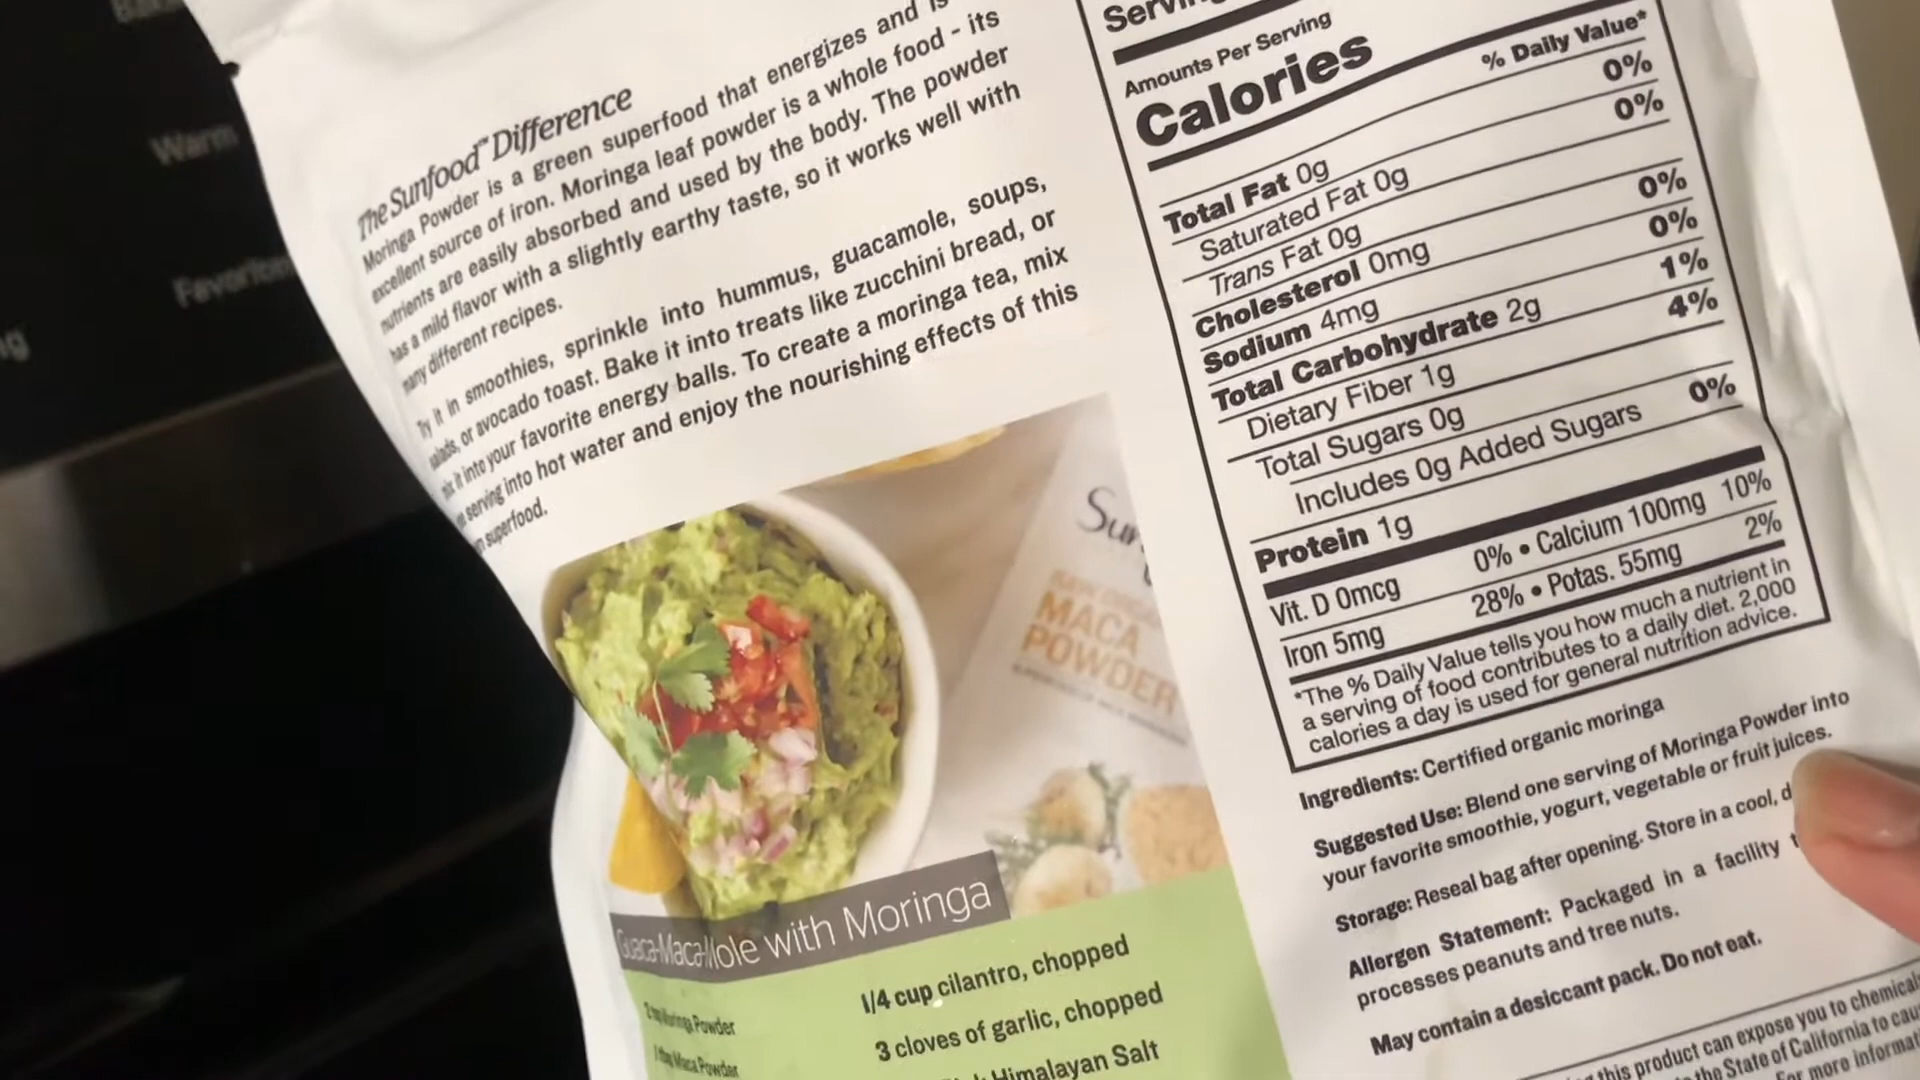 Warm
The Sunfood™ Difference
Moringa Powder is a green superfood that energizes and is
excellent source of iron. Moringa leaf powder is a whole food - its
nutrients are easily absorbed and used by the body. The powder
has a mild flavor with a slightly earthy taste, so it works well with
many different recipes.
Try it in smoothies, sprinkle into hummus, guacamole, soups,
salads, or avocado toast. Bake it into treats like zucchini bread, or
mix it into your favorite energy balls. To create a moringa tea, mix
serving into hot water and enjoy the nourishing effects of this
superfood.
MACA
POWDER
Guaca-Maca-Mole with Moringa
Moringa Powder
Maca Powder
1/4 cup cilantro, chopped
3 cloves of garlic, chopped
Himalayan Salt
Amounts Per Serving
Calories
% Daily Value*
Total Fat 0g 0%
Saturated Fat 0g 0%
Trans Fat 0g
Cholesterol 0mg 0%
Sodium 4mg 0%
Total Carbohydrate 2g 1%
Dietary Fiber 1g 4%
Total Sugars 0g
Includes 0g Added Sugars 0%
Protein 1g
Vit. D 0mcg 0% • Calcium 100mg 10%
Iron 5mg 28% • Potas. 55mg 2%
*The % Daily Value tells you how much a nutrient in
a serving of food contributes to a daily diet. 2,000
calories a day is used for general nutrition advice.
Ingredients: Certified organic moringa
Suggested Use: Blend one serving of Moringa Powder into
your favorite smoothie, yogurt, vegetable or fruit juices.
Storage: Reseal bag after opening. Store in a cool, d
Allergen Statement: Packaged in a facility
processes peanuts and tree nuts.
May contain a desiccant pack. Do not eat.
this product can expose you to chemicals
the State of California to cau
For more informat